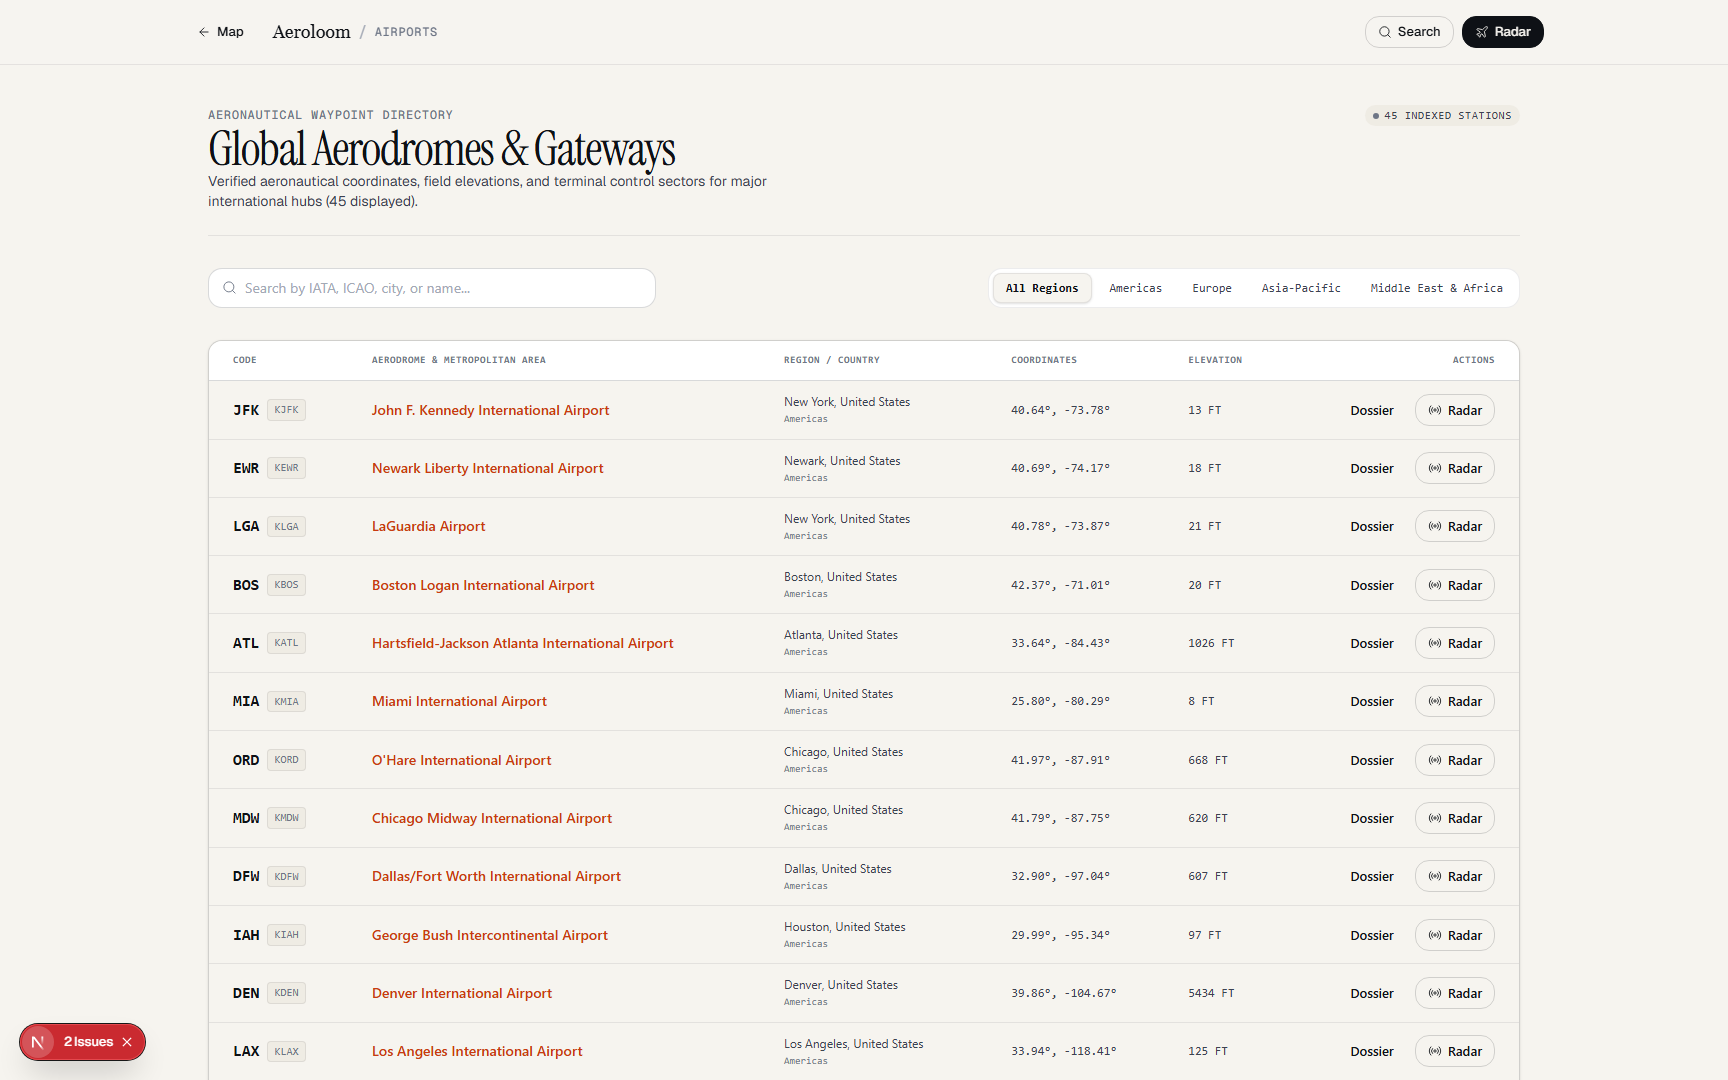 Map Aeroloom / AIRPORTS Search Radar
AERONAUTICAL WAYPOINT DIRECTORY
45 INDEXED STATIONS
Global Aerodromes & Gateways
Verified aeronautical coordinates, field elevations, and terminal control sectors for major
international hubs (45 displayed).
Search by IATA, ICAO, city, or name...
All Regions Americas Europe Asia-Pacific Middle East & Africa
CODE AERODROME & METROPOLITAN AREA REGION / COUNTRY COORDINATES ELEVATION ACTIONS
JFK KJFK John F. Kennedy International Airport New York, United States 40.64°, -73.78° 13 FT Dossier Radar
Americas
EWR KEWR Newark Liberty International Airport Newark, United States 40.69°, -74.17° 18 FT Dossier Radar
Americas
LGA KLGA LaGuardia Airport New York, United States 40.78°, -73.87° 21 FT Dossier Radar
Americas
BOS KBOS Boston Logan International Airport Boston, United States 42.37°, -71.01° 20 FT Dossier Radar
Americas
ATL KATL Hartsfield-Jackson Atlanta International Airport Atlanta, United States 33.64°, -84.43° 1026 FT Dossier Radar
Americas
MIA KMIA Miami International Airport Miami, United States 25.80°, -80.29° 8 FT Dossier Radar
Americas
ORD KORD O'Hare International Airport Chicago, United States 41.97°, -87.91° 668 FT Dossier Radar
Americas
MDW KMDW Chicago Midway International Airport Chicago, United States 41.79°, -87.75° 620 FT Dossier Radar
Americas
DFW KDFW Dallas/Fort Worth International Airport Dallas, United States 32.90°, -97.04° 607 FT Dossier Radar
Americas
IAH KIAH George Bush Intercontinental Airport Houston, United States 29.99°, -95.34° 97 FT Dossier Radar
Americas
DEN KDEN Denver International Airport Denver, United States 39.86°, -104.67° 5434 FT Dossier Radar
Americas
LAX KLAX Los Angeles International Airport Los Angeles, United States 33.94°, -118.41° 125 FT Dossier Radar
Americas
N 2 Issues